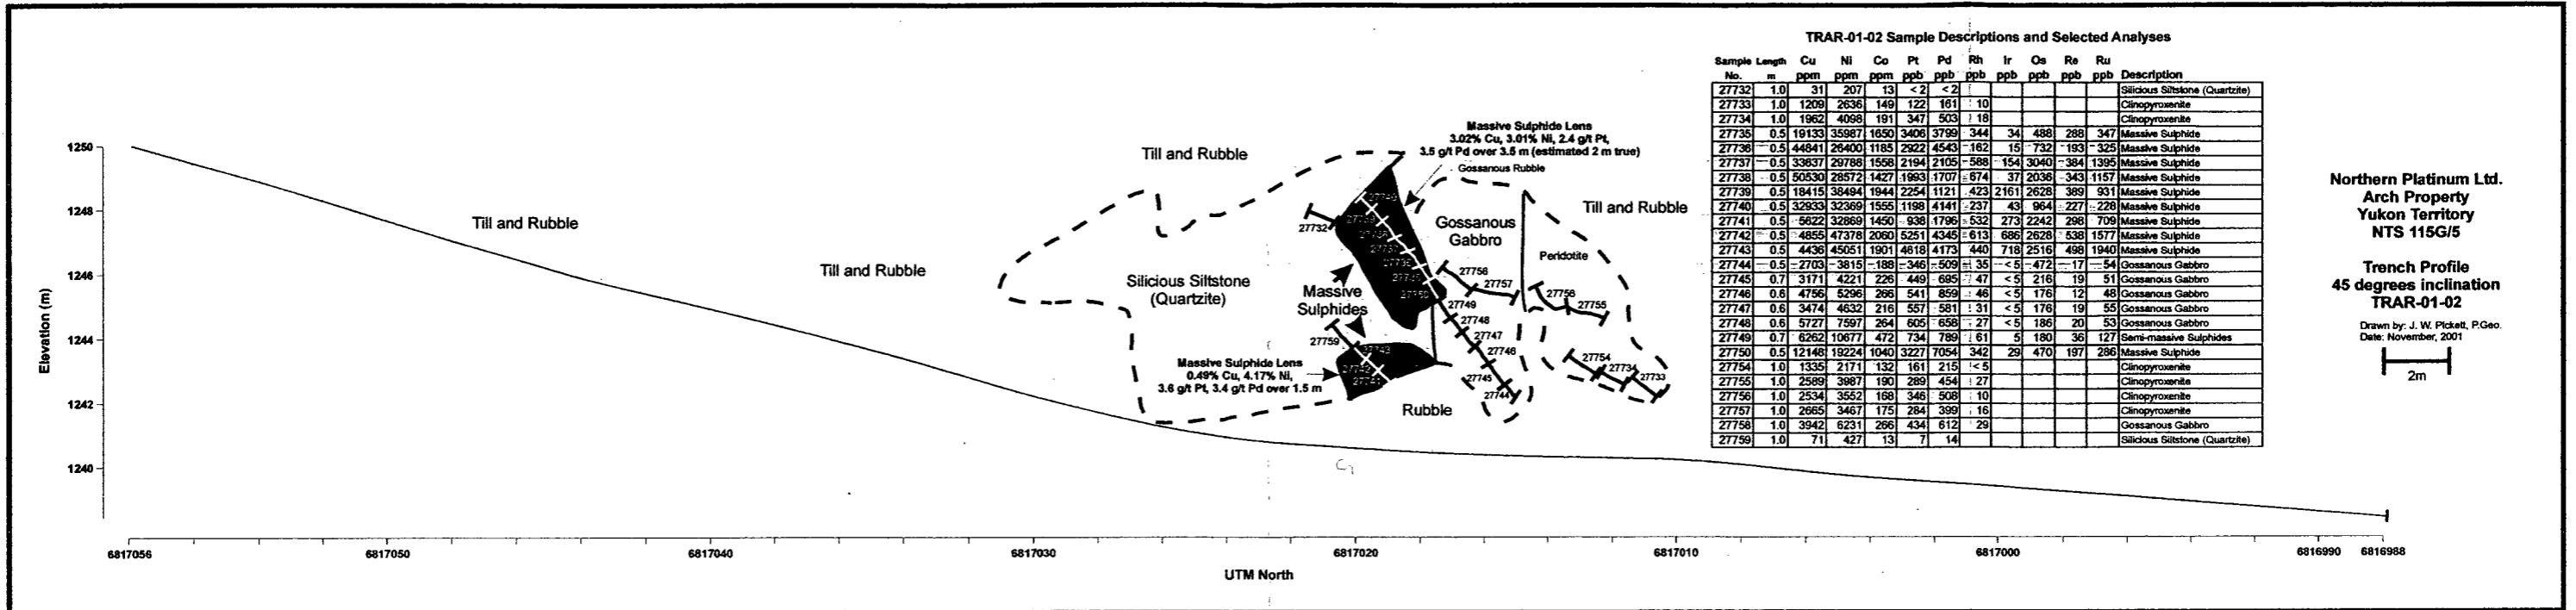 TRAR-01-02 Sample Descriptions and Selected Analyses
Sample Length Cu Ni Co Pt Pd Rh Ir Os Re Ru
No. m ppm ppm ppm ppb ppb ppb ppb ppb ppb ppb Description
27732 1.0 31 207 13 <2 <2 Silicious Siltstone (Quartzite)
27733 1.0 1209 2636 149 122 161 10 Clinopyroxenite
27734 1.0 1962 4098 191 347 503 18 Clinopyroxenite
27735 0.5 19133 35987 1650 3406 3799 344 34 488 288 347 Massive Sulphide
27736 0.5 44841 26400 1185 2922 4543 162 15 732 193 325 Massive Sulphide
27737 0.5 33637 29788 1558 2194 2105 588 154 3040 384 1395 Massive Sulphide
27738 0.5 50530 28572 1427 1993 1707 674 37 2036 343 1157 Massive Sulphide
27739 0.5 18415 38494 1944 2254 1121 423 2161 2628 389 931 Massive Sulphide
27740 0.5 32933 32369 1555 1198 4141 237 43 964 227 228 Massive Sulphide
27741 0.5 5622 32869 1450 938 1796 532 273 2242 298 709 Massive Sulphide
27742 0.5 4855 47378 2060 5251 4345 613 686 2628 538 1577 Massive Sulphide
27743 0.5 4436 45051 1901 4618 4173 440 718 2516 498 1940 Massive Sulphide
27744 0.5 2703 3815 188 346 509 35 <5 472 17 54 Gossanous Gabbro
27745 0.7 3171 4221 226 449 685 47 <5 216 19 51 Gossanous Gabbro
27746 0.6 4756 5296 266 541 859 46 <5 176 12 48 Gossanous Gabbro
27747 0.6 3474 4632 216 557 581 31 <5 176 19 55 Gossanous Gabbro
27748 0.6 5727 7597 264 605 658 27 <5 186 20 53 Gossanous Gabbro
27749 0.7 6262 10677 472 734 789 61 5 180 36 127 Semi-massive Sulphides
27750 0.5 12148 19224 1040 3227 7054 342 29 470 197 286 Massive Sulphide
27754 1.0 1335 2171 132 161 215 <5 Clinopyroxenite
27755 1.0 2589 3987 190 289 454 27 Clinopyroxenite
27756 1.0 2534 3552 168 346 508 10 Clinopyroxenite
27757 1.0 2665 3467 175 284 399 16 Clinopyroxenite
27758 1.0 3942 6231 266 434 612 29 Gossanous Gabbro
27759 1.0 71 427 13 7 14 Silicious Siltstone (Quartzite)
Northern Platinum Ltd.
Arch Property
Yukon Territory
NTS 115G/5
Trench Profile
45 degrees inclination
TRAR-01-02
Drawn by: J. W. Pickett, P.Geo.
Date: November, 2001
2m
Massive Sulphide Lens
3.02% Cu, 3.01% Ni, 2.4 g/t Pt,
3.5 g/t Pd over 3.5 m (estimated 2 m true)
Gossanous Rubble
Till and Rubble
Till and Rubble
Till and Rubble
Till and Rubble
Gossanous
Gabbro
Peridotite
Silicious Siltstone
(Quartzite)
Massive
Sulphides
27732
27758
27757
27756
27755
27749
27748
27747
27746
27745
27744
27754
27734
27733
27759
Massive Sulphide Lens
0.49% Cu, 4.17% Ni,
3.6 g/t Pt, 3.4 g/t Pd over 1.5 m
Rubble
Elevation (m)
1250
1248
1246
1244
1242
1240
6817056
6817050
6817040
6817030
6817020
6817010
6817000
6816990
6816988
UTM North